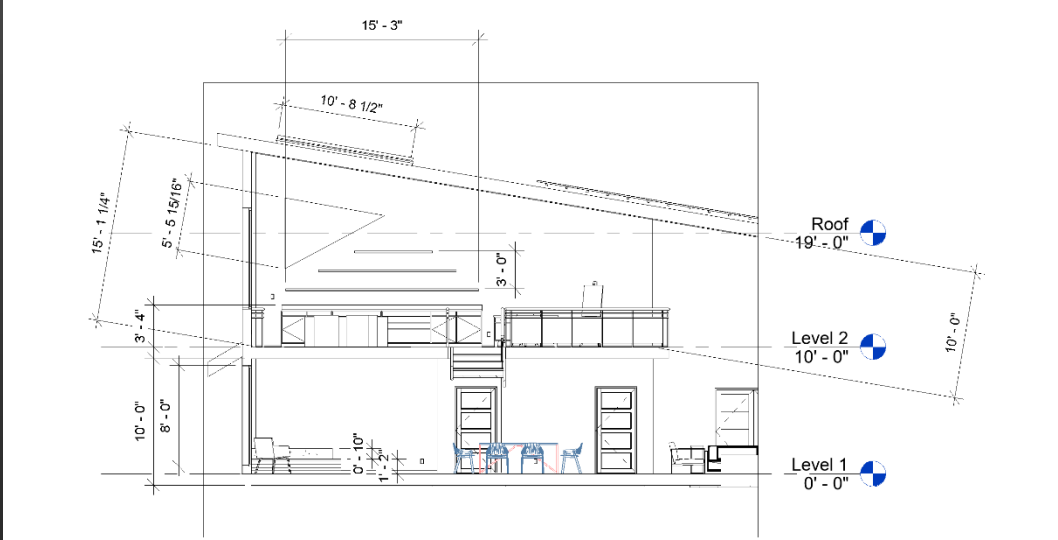 15' - 3"
10' - 8 1/2"
15' - 1 1/4"
5' - 5 15/16"
Roof
19' - 0"
3' - 0"
3' - 4"
Level 2
10' - 0"
10' - 0"
10' - 0"
8' - 0"
0' - 10"
1' - 2"
Level 1
0' - 0"